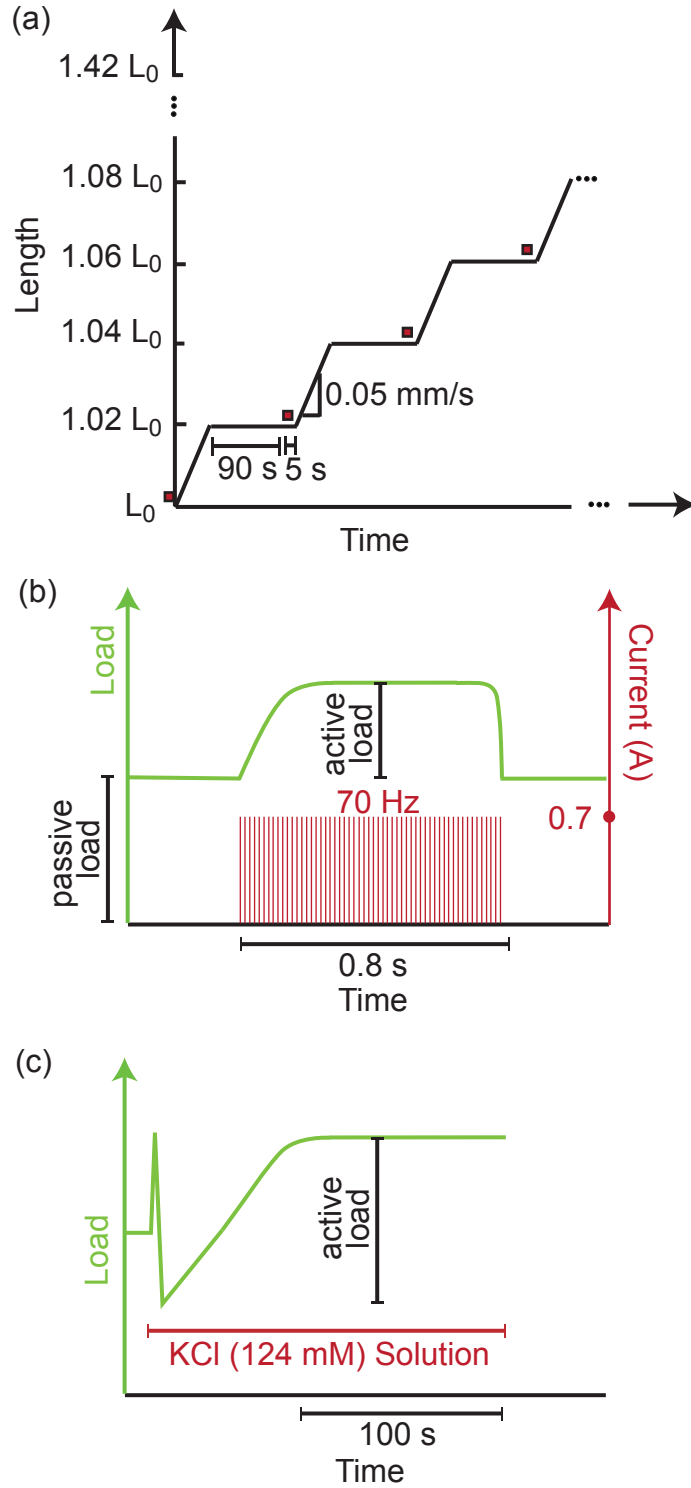 (a)
1.42 L₀
1.08 L₀
1.06 L₀
1.04 L₀
1.02 L₀
L₀
Length
0.05 mm/s
90 s
5 s
Time
(b)
Load
Current (A)
active
load
passive
load
70 Hz
0.7
0.8 s
Time
(c)
Load
active
load
KCl (124 mM) Solution
100 s
Time